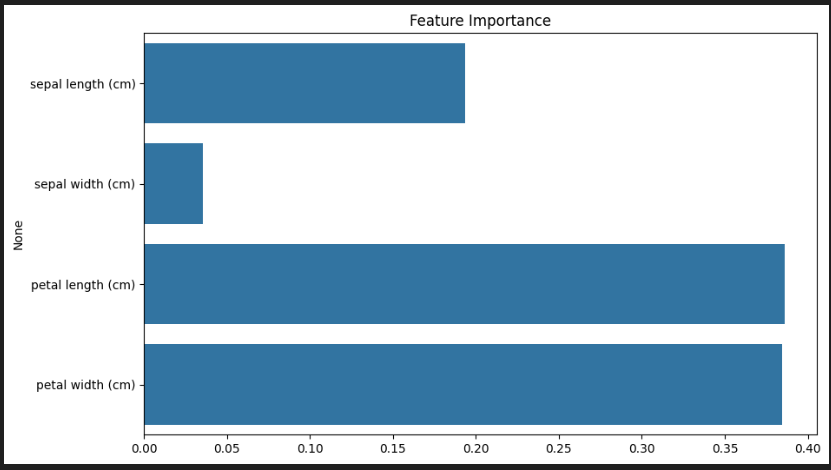 Feature Importance
sepal length (cm)
sepal width (cm)
None
petal length (cm)
petal width (cm)
0.00 0.05 0.10 0.15 0.20 0.25 0.30 0.35 0.40